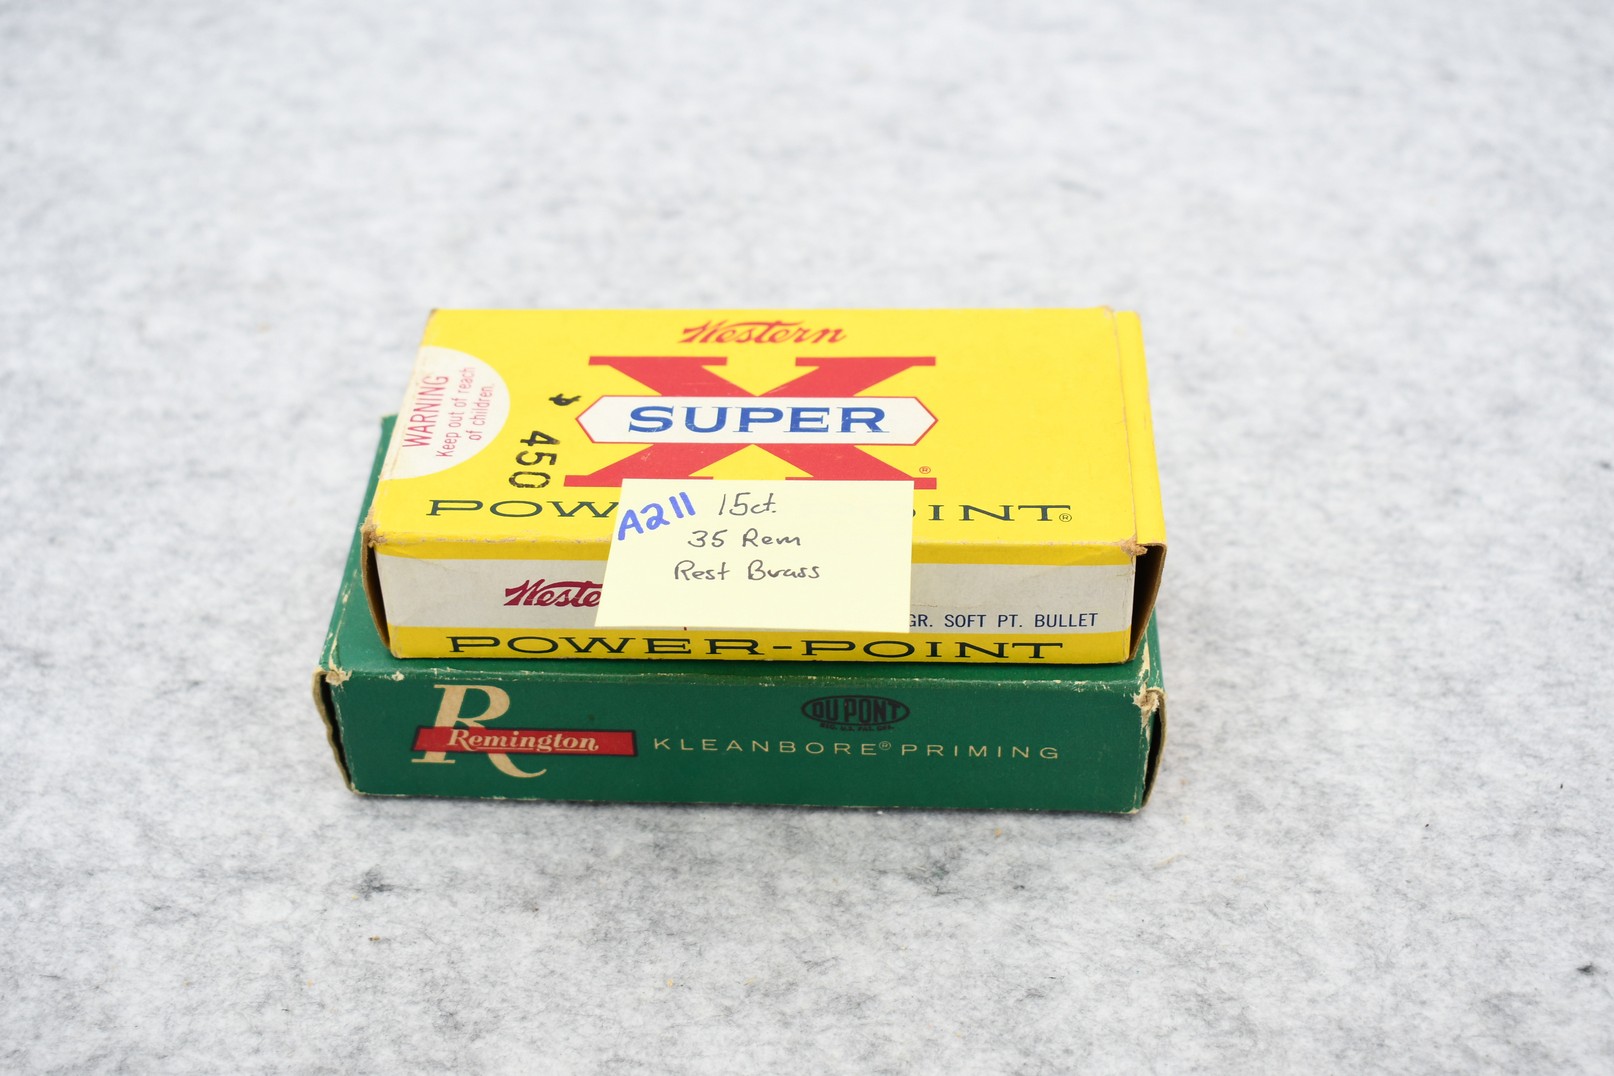 Western
X
SUPER
®
WARNING
Keep out of reach
of children.
450
POW INT®
A211 15ct.
35 Rem
Rest Brass
Weste
GR. SOFT PT. BULLET
POWER-POINT
R
Remington
DU PONT
KLEANBORE® PRIMING